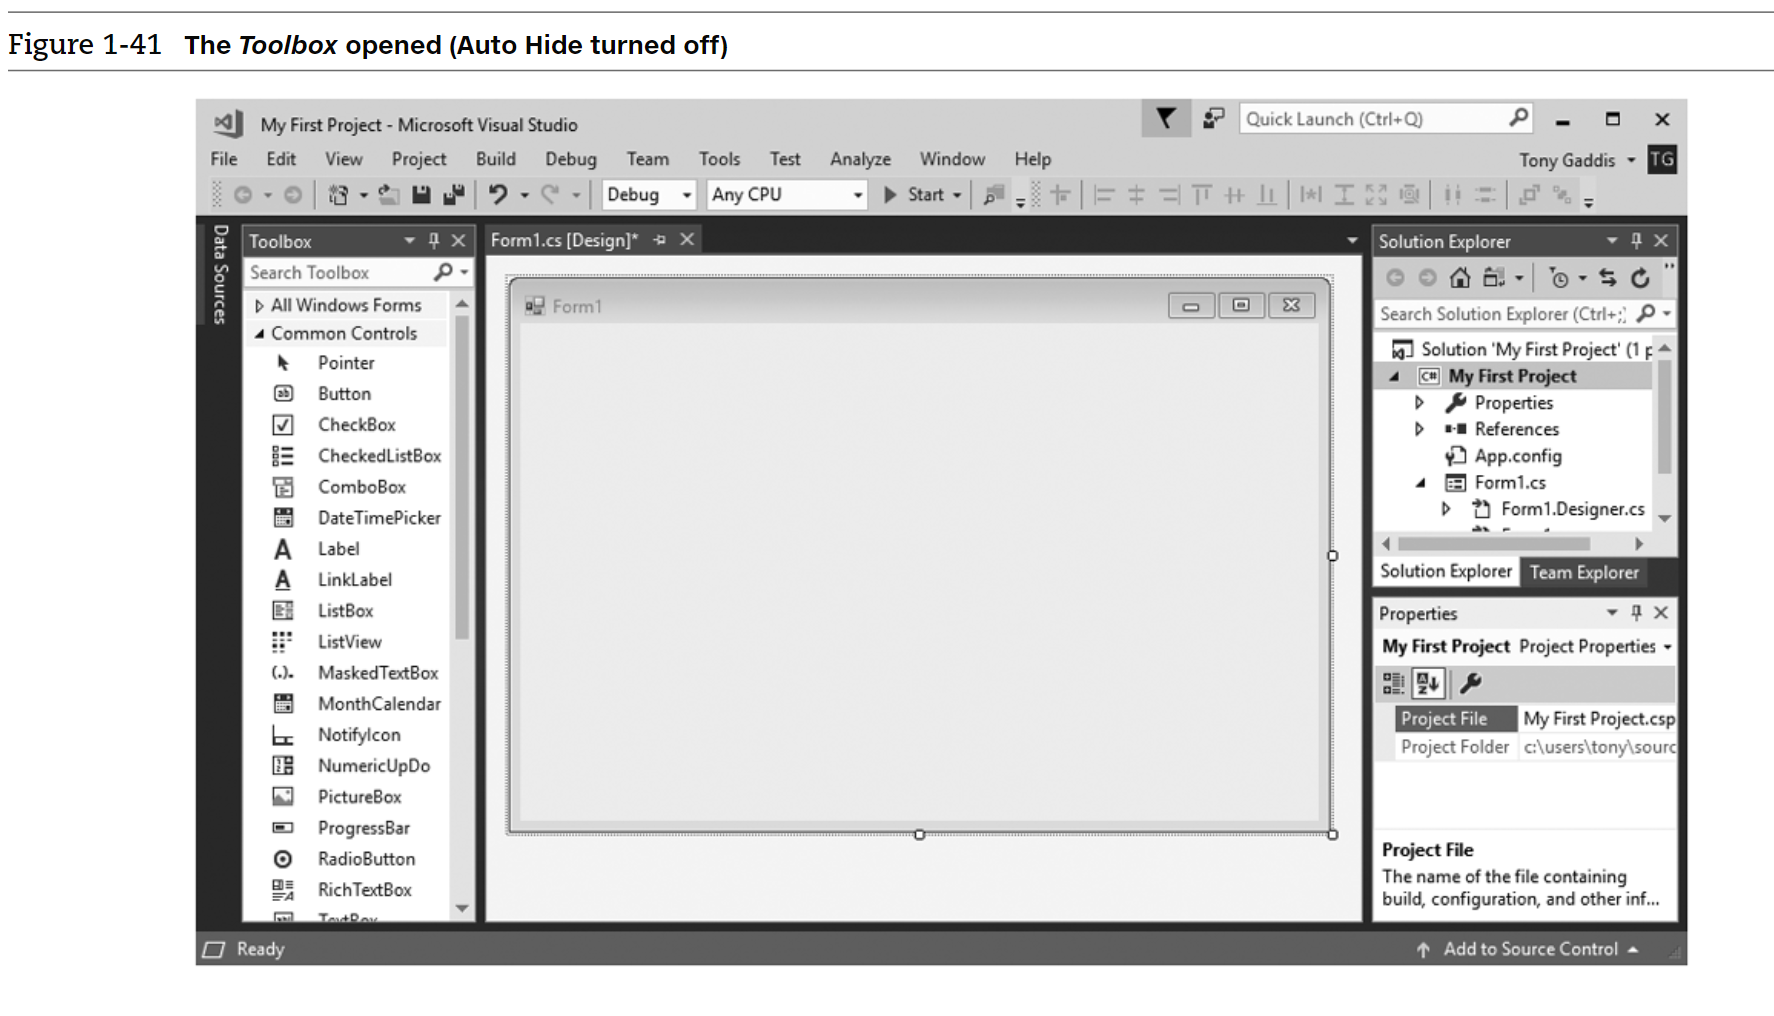 Figure 1-41 The Toolbox opened (Auto Hide turned off)
My First Project - Microsoft Visual Studio
Quick Launch (Ctrl+Q)
File Edit View Project Build Debug Team Tools Test Analyze Window Help
Tony Gaddis TG
Debug Any CPU Start
Data Sources
Toolbox
Search Toolbox
All Windows Forms
Common Controls
Pointer
Button
CheckBox
CheckedListBox
ComboBox
DateTimePicker
Label
LinkLabel
ListBox
ListView
MaskedTextBox
MonthCalendar
NotifyIcon
NumericUpDo
PictureBox
ProgressBar
RadioButton
RichTextBox
TextBox
Form1.cs [Design]*
Form1
Solution Explorer
Search Solution Explorer (Ctrl+;)
Solution 'My First Project' (1 p
C# My First Project
Properties
References
App.config
Form1.cs
Form1.Designer.cs
Solution Explorer Team Explorer
Properties
My First Project Project Properties
Project File My First Project.csp
Project Folder c:\users\tony\sourc
Project File
The name of the file containing
build, configuration, and other inf...
Ready
Add to Source Control